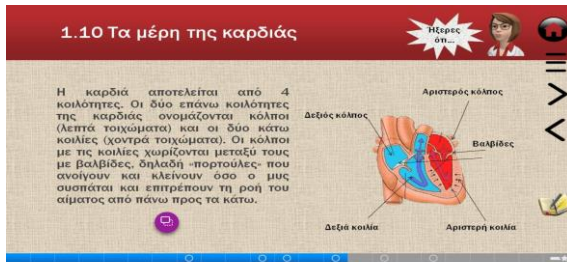 1.10 Τα μέρη της καρδιάς
Ήξερες
ότι...
Η καρδιά αποτελείται από 4
κοιλότητες. Οι δύο επάνω κοιλότητες
της καρδιάς ονομάζονται κόλποι
(λεπτά τοιχώματα) και οι δύο κάτω
κοιλίες (χοντρά τοιχώματα). Οι κόλποι
με τις κοιλίες χωρίζονται μεταξύ τους
με βαλβίδες, δηλαδή «πορτούλες» που
ανοίγουν και κλείνουν όσο ο μυς
συσπάται και επιτρέπουν τη ροή του
αίματος από πάνω προς τα κάτω.
Αριστερός κόλπος
Δεξιός κόλπος
Βαλβίδες
Δεξιά κοιλία
Αριστερή κοιλία